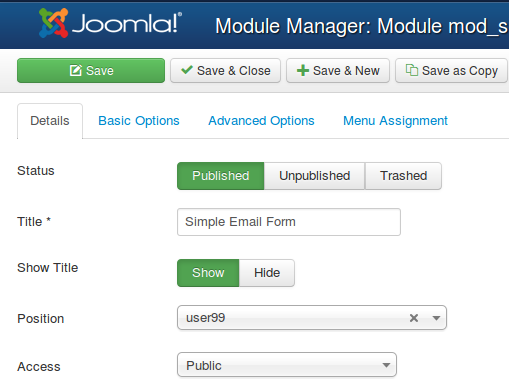 Joomla!® Module Manager: Module mod_s
Save Save & Close Save & New Save as Copy
Details Basic Options Advanced Options Menu Assignment
Status Published Unpublished Trashed
Title * Simple Email Form
Show Title Show Hide
Position user99
Access Public